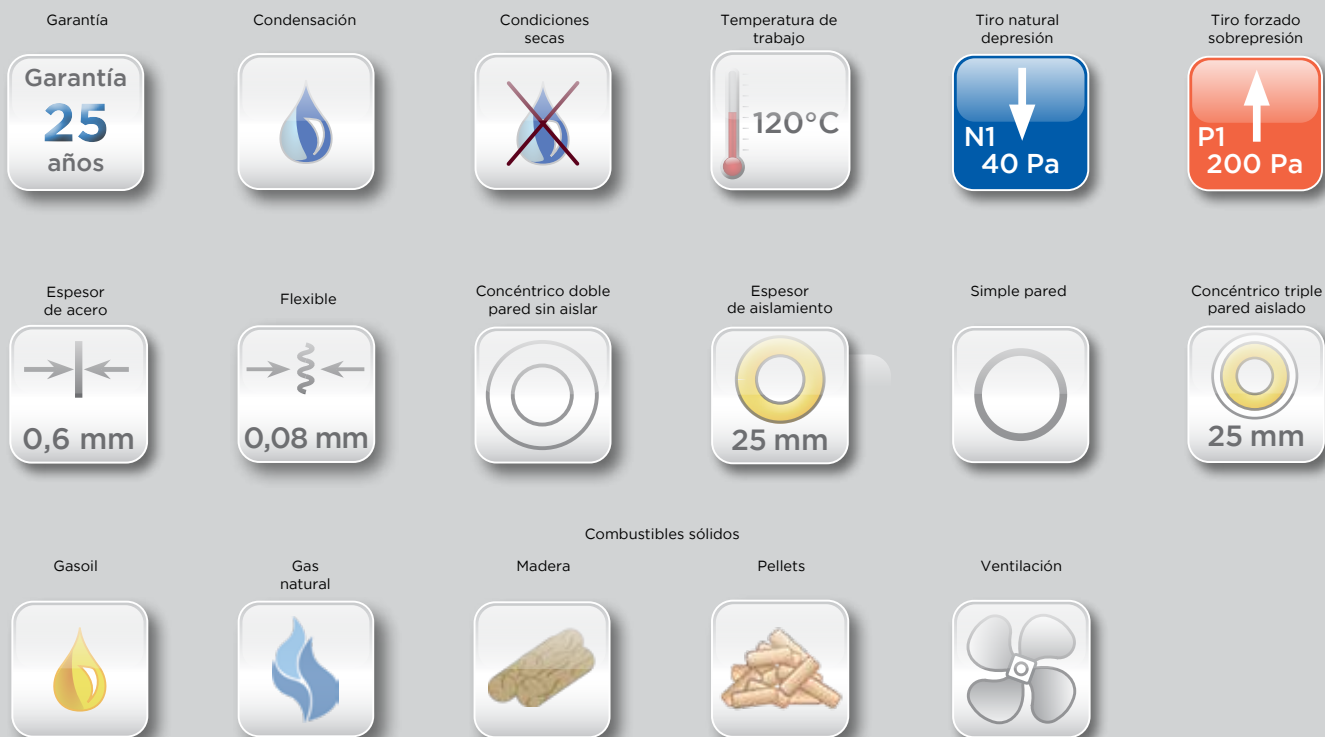 Garantía
Condensación
Condiciones
secas
Temperatura de
trabajo
Tiro natural
depresión
Tiro forzado
sobrepresión
Garantía
25
años
120°C
N1
40 Pa
P1
200 Pa
Espesor
de acero
Flexible
Concéntrico doble
pared sin aislar
Espesor
de aislamiento
Simple pared
Concéntrico triple
pared aislado
0,6 mm
0,08 mm
25 mm
25 mm
Combustibles sólidos
Gasoil
Gas
natural
Madera
Pellets
Ventilación